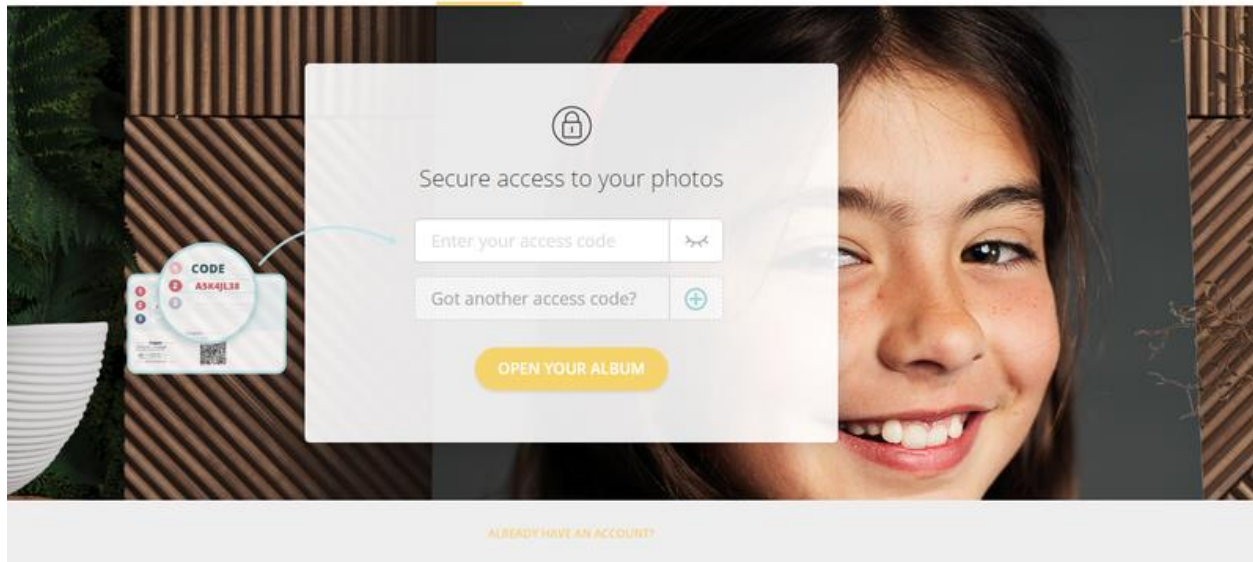 Secure access to your photos
CODE
A5K4JL38
Enter your access code
Got another access code?
OPEN YOUR ALBUM
ALREADY HAVE AN ACCOUNT?